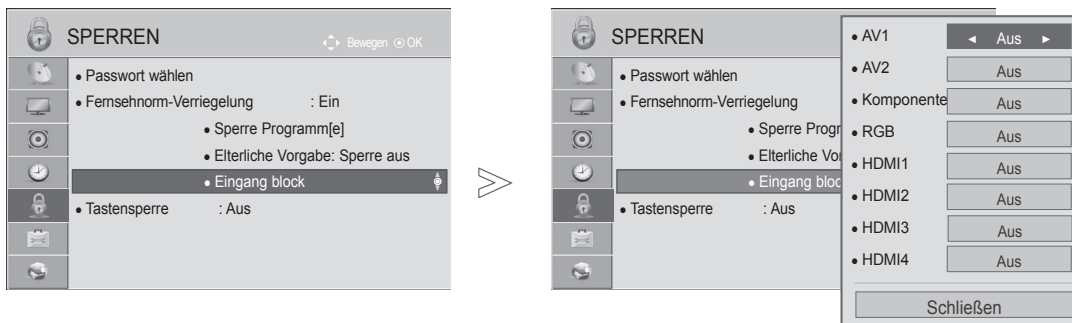 SPERREN
Bewegen OK
• Passwort wählen
• Fernsehnorm-Verriegelung : Ein
• Sperre Programm[e]
• Elterliche Vorgabe: Sperre aus
• Eingang block
• Tastensperre : Aus
SPERREN
• Passwort wählen
• Fernsehnorm-Verriegelung
• Sperre Progr
• Elterliche Vor
• Eingang bloc
• Tastensperre : Aus
• AV1 ◄ Aus ►
• AV2 Aus
• Komponente Aus
• RGB Aus
• HDMI1 Aus
• HDMI2 Aus
• HDMI3 Aus
• HDMI4 Aus
Schließen